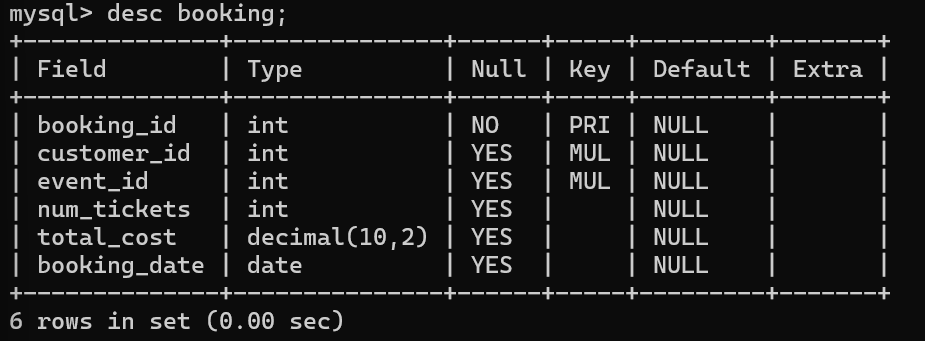 mysql> desc booking;
+--------------+---------------+------+-----+---------+-------+
| Field        | Type          | Null | Key | Default | Extra |
+--------------+---------------+------+-----+---------+-------+
| booking_id   | int           | NO   | PRI | NULL    |       |
| customer_id  | int           | YES  | MUL | NULL    |       |
| event_id     | int           | YES  | MUL | NULL    |       |
| num_tickets  | int           | YES  |     | NULL    |       |
| total_cost   | decimal(10,2) | YES  |     | NULL    |       |
| booking_date | date          | YES  |     | NULL    |       |
+--------------+---------------+------+-----+---------+-------+
6 rows in set (0.00 sec)